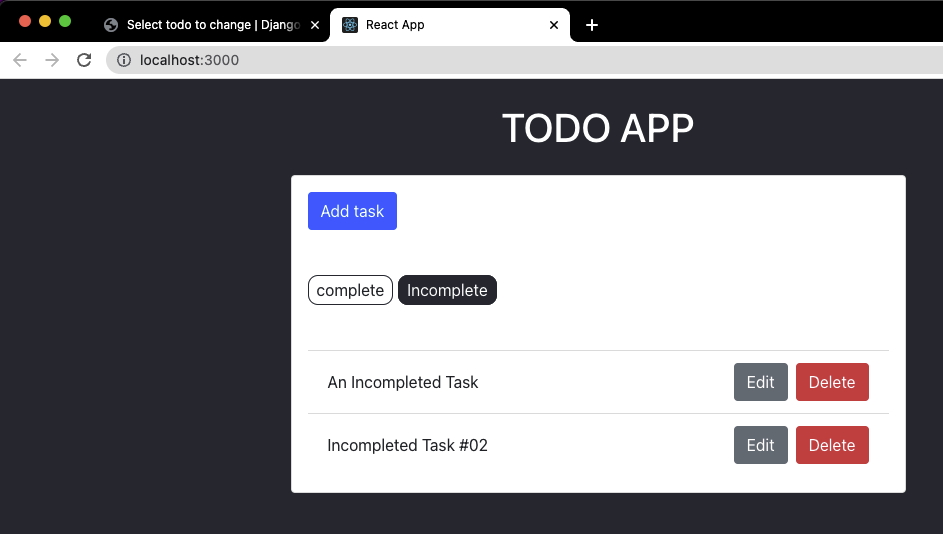 Select todo to change | Django
React App
localhost:3000
TODO APP
Add task
complete Incomplete
An Incompleted Task Edit Delete
Incompleted Task #02 Edit Delete